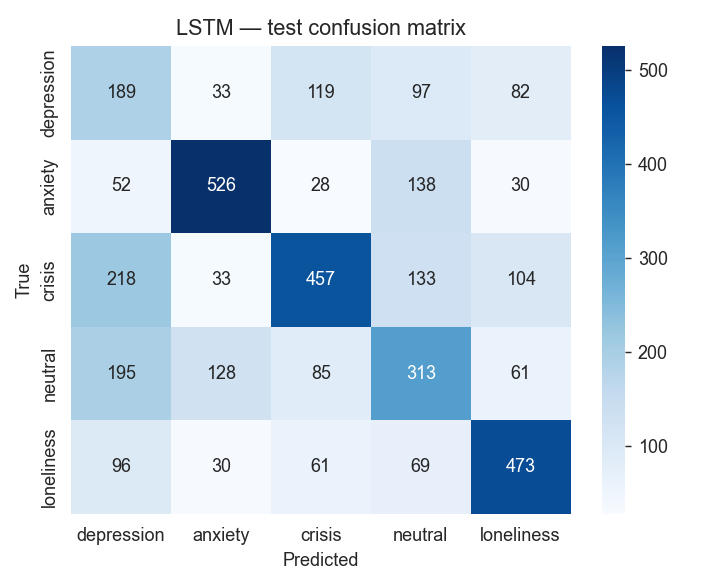 LSTM — test confusion matrix
depression 189 33 119 97 82
anxiety 52 526 28 138 30
crisis 218 33 457 133 104
neutral 195 128 85 313 61
loneliness 96 30 61 69 473
True
depression anxiety crisis neutral loneliness
Predicted
500
400
300
200
100